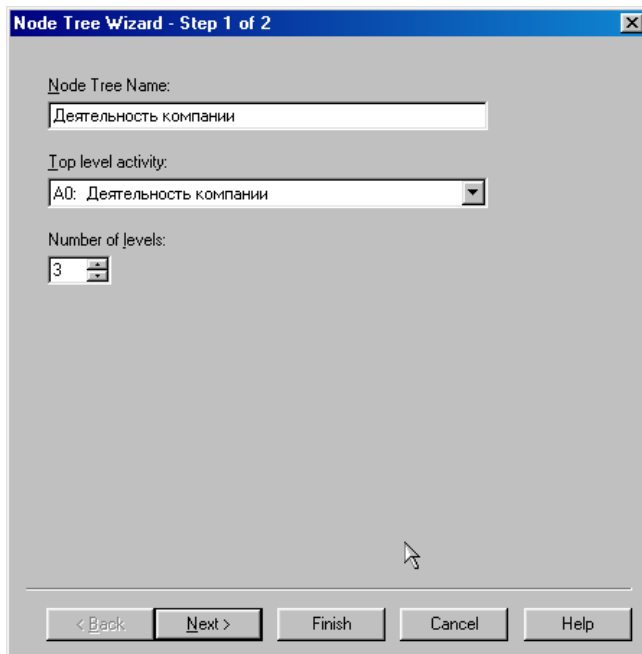 Node Tree Wizard - Step 1 of 2
Node Tree Name:
Деятельность компании
Top level activity:
A0: Деятельность компании
Number of levels:
3
< Back Next > Finish Cancel Help